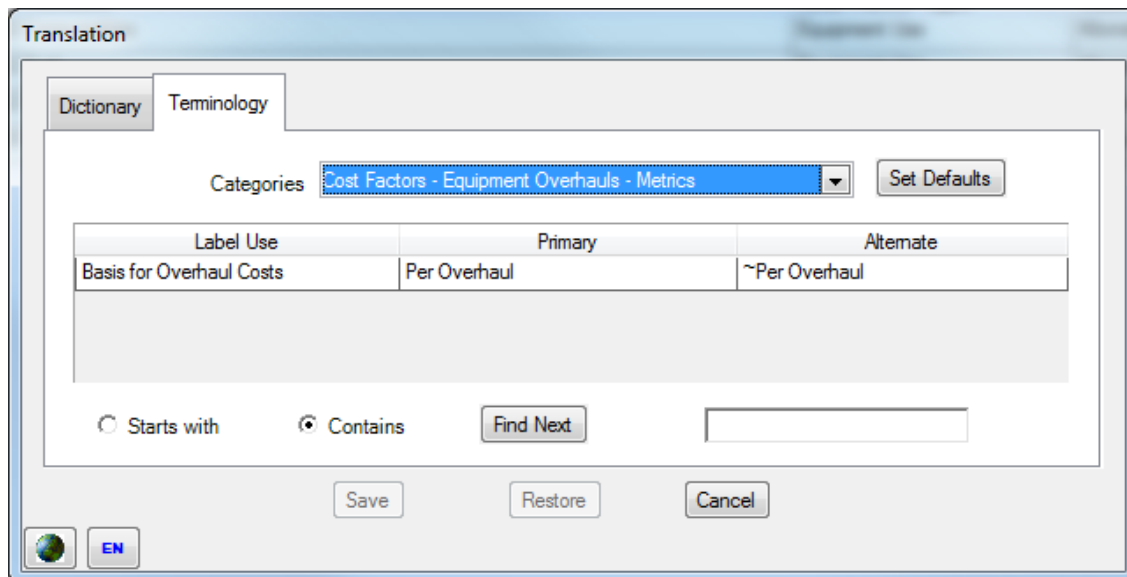 Translation
Dictionary
Terminology
Categories
Cost Factors - Equipment Overhauls - Metrics
Set Defaults
Label Use Primary Alternate
Basis for Overhaul Costs Per Overhaul ~Per Overhaul
Starts with Contains Find Next
Save Restore Cancel
EN